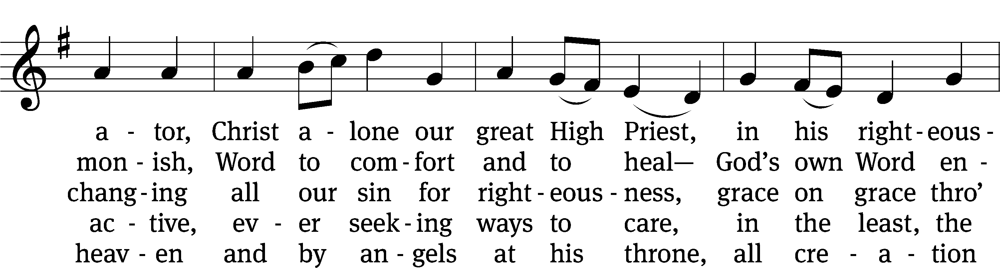 a - tor, Christ a - lone our great High Priest, in his right - eous -
mon - ish, Word to com - fort and to heal— God’s own Word en -
chang - ing all our sin for right - eous - ness, grace on grace thro’
ac - tive, ev - er seek - ing ways to care, in the least, the
heav - en and by an - gels at his throne, all cre - a - tion